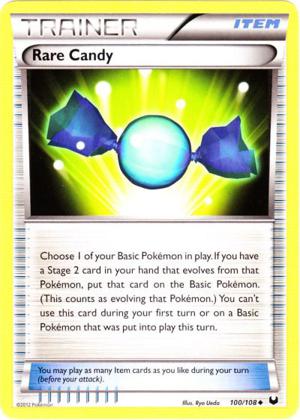 TRAINER ITEM
Rare Candy
Choose 1 of your Basic Pokémon in play. If you
have a Stage 2 card in your hand that evolves from that
Pokémon, put that card on the Basic Pokémon.
(This counts as evolving that Pokémon.) You can't
use this card during your first turn or on a Basic
Pokémon that was put into play this turn.
You may play as many Item cards as you like during your turn
(before your attack).
©2012 Pokémon
Illus. Ryo Ueda 100/108